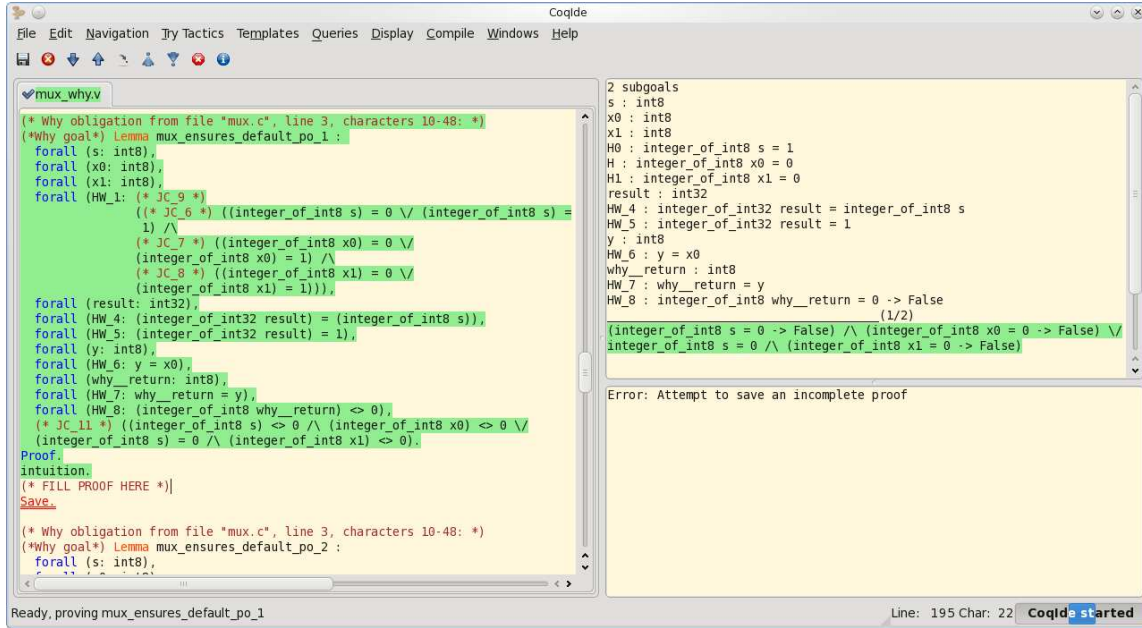 CoqIde
File Edit Navigation Try Tactics Templates Queries Display Compile Windows Help
mux_why.v
(* Why obligation from file "mux.c", line 3, characters 10-48: *)
(*Why goal*) Lemma mux_ensures_default_po_1 :
forall (s: int8),
forall (x0: int8),
forall (x1: int8),
forall (HW_1: (* JC_9 *)
((* JC_6 *) ((integer_of_int8 s) = 0 \/ (integer_of_int8 s) =
1) /\
(* JC_7 *) ((integer_of_int8 x0) = 0 \/
(integer_of_int8 x0) = 1) /\
(* JC_8 *) ((integer_of_int8 x1) = 0 \/
(integer_of_int8 x1) = 1))),
forall (result: int32),
forall (HW_4: (integer_of_int32 result) = (integer_of_int8 s)),
forall (HW_5: (integer_of_int32 result) = 1),
forall (y: int8),
forall (HW_6: y = x0),
forall (why__return: int8),
forall (HW_7: why__return = y),
forall (HW_8: (integer_of_int8 why__return) <> 0),
(* JC_11 *) ((integer_of_int8 s) <> 0 /\ (integer_of_int8 x0) <> 0 \/
(integer_of_int8 s) = 0 /\ (integer_of_int8 x1) <> 0).
Proof.
intuition.
(* FILL PROOF HERE *)
Save.
(* Why obligation from file "mux.c", line 3, characters 10-48: *)
(*Why goal*) Lemma mux_ensures_default_po_2 :
forall (s: int8),
2 subgoals
s : int8
x0 : int8
x1 : int8
H0 : integer_of_int8 s = 1
H : integer_of_int8 x0 = 0
H1 : integer_of_int8 x1 = 0
result : int32
HW_4 : integer_of_int32 result = integer_of_int8 s
HW_5 : integer_of_int32 result = 1
y : int8
HW_6 : y = x0
why__return : int8
HW_7 : why__return = y
HW_8 : integer_of_int8 why__return = 0 -> False
______________________________________(1/2)
(integer_of_int8 s = 0 -> False) /\ (integer_of_int8 x0 = 0 -> False) \/
integer_of_int8 s = 0 /\ (integer_of_int8 x1 = 0 -> False)
Error: Attempt to save an incomplete proof
Ready, proving mux_ensures_default_po_1
Line: 195 Char: 22 CoqIde started